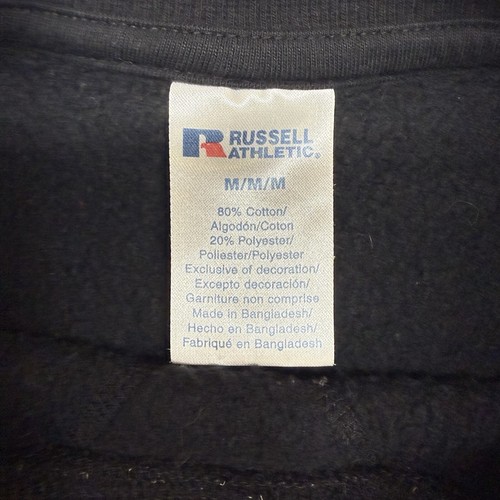 R RUSSELL
ATHLETIC®
M/M/M
80% Cotton/
Algodón/Coton
20% Polyester/
Poliester/Polyester
Exclusive of decoration/
Excepto decoración/
Garniture non comprise
Made in Bangladesh/
Hecho en Bangladesh/
Fabriqué en Bangladesh